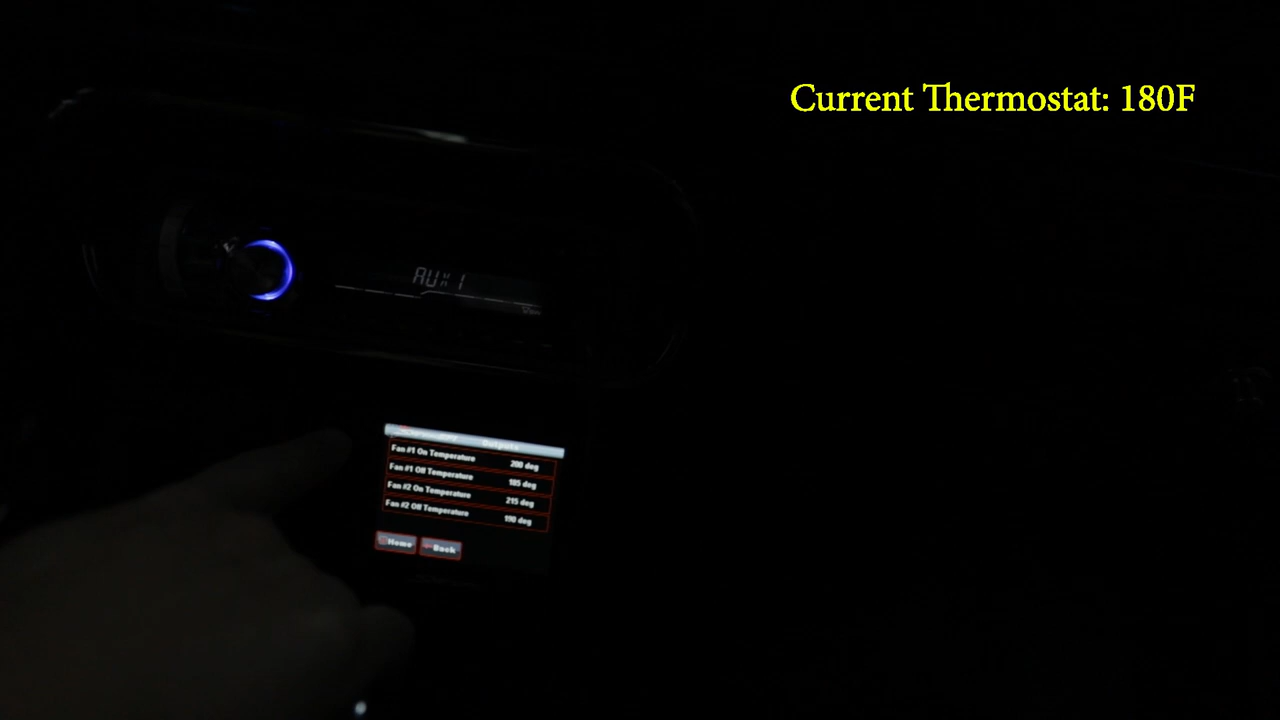 Current Thermostat: 180F
AUX 1
Outputs
Fan #1 On Temperature 200 deg
Fan #1 Off Temperature 185 deg
Fan #2 On Temperature 215 deg
Fan #2 Off Temperature 190 deg
Home Back